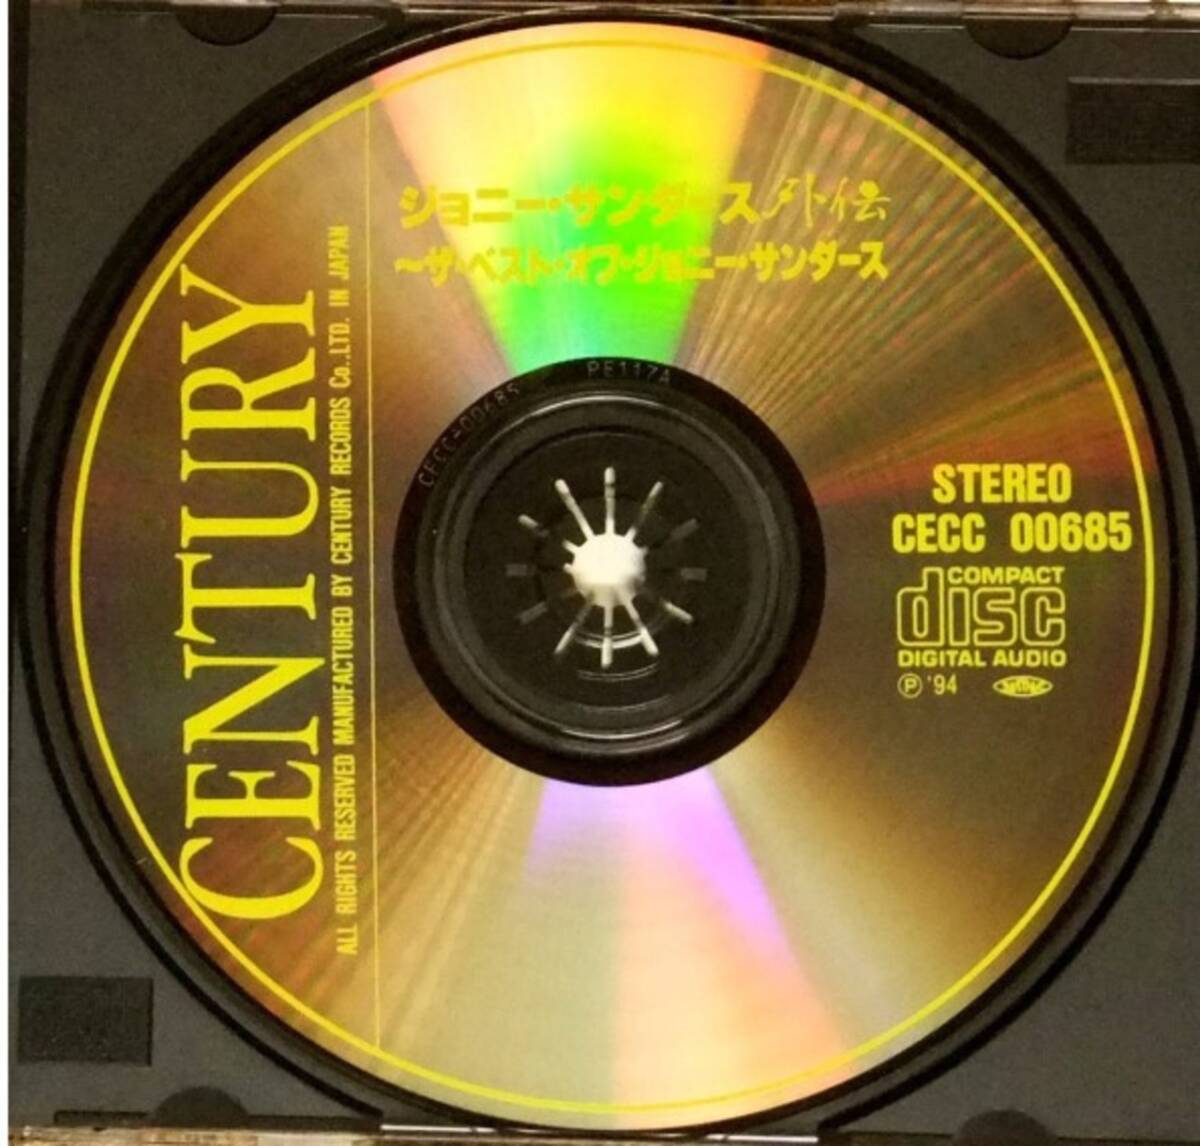 ジョニー・サンダース外伝
～ザ・ベスト・オブ・ジョニー・サンダース
CENTURY
ALL RIGHTS RESERVED MANUFACTURED BY CENTURY RECORDS Co.,LTD. IN JAPAN
CECC-00685 PE117A
STEREO
CECC 00685
COMPACT
disc
DIGITAL AUDIO
Ⓟ '94